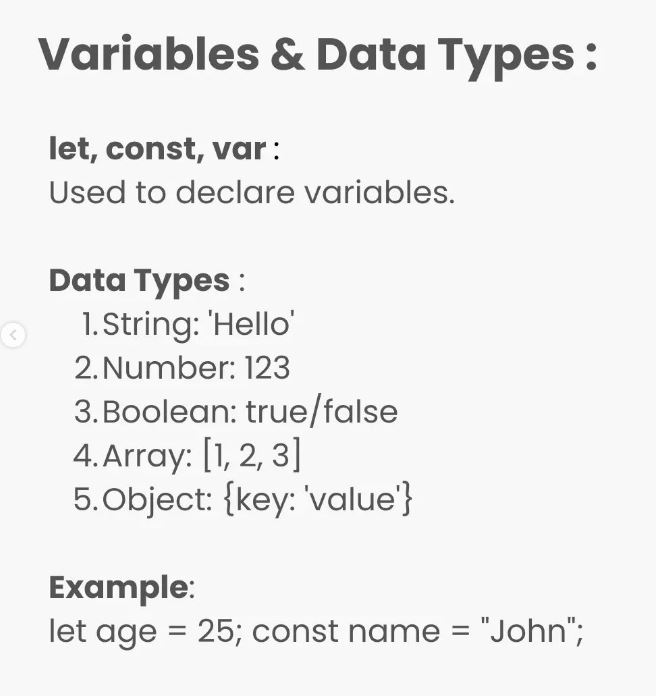 Variables & Data Types :
let, const, var :
Used to declare variables.
Data Types :
1. String: 'Hello'
2. Number: 123
3. Boolean: true/false
4. Array: [1, 2, 3]
5. Object: {key: 'value'}
Example:
let age = 25; const name = "John";